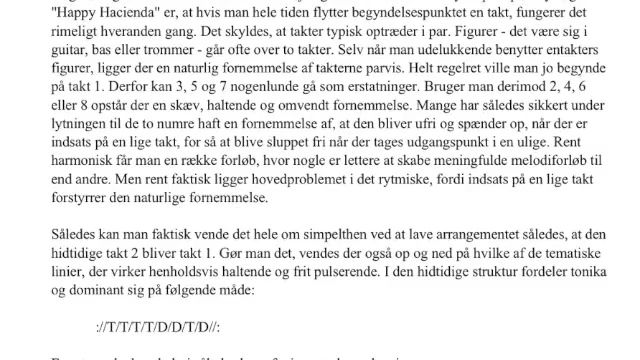 "Happy Hacienda" er, at hvis man hele tiden flytter begyndelsespunktet en takt, fungerer det
rimeligt hveranden gang. Det skyldes, at takter typisk optræder i par. Figurer - det være sig i
guitar, bas eller trommer - går ofte over to takter. Selv når man udelukkende benytter entakters
figurer, ligger der en naturlig fornemmelse af takterne parvis. Helt regelret ville man jo begynde
på takt 1. Derfor kan 3, 5 og 7 nogenlunde gå som erstatninger. Bruger man derimod 2, 4, 6
eller 8 opstår der en skæv, haltende og omvendt fornemmelse. Mange har således sikkert under
lytningen til de to numre haft en fornemmelse af, at den bliver ufri og spænder op, når der er
indsats på en lige takt, for så at blive sluppet fri når der tages udgangspunkt i en ulige. Rent
harmonisk får man en række forløb, hvor nogle er lettere at skabe meningfulde melodiforløb til
end andre. Men rent faktisk ligger hovedproblemet i det rytmiske, fordi indsats på en lige takt
forstyrrer den naturlige fornemmelse.
Således kan man faktisk vende det hele om simpelthen ved at lave arrangementet således, at den
hidtidige takt 2 bliver takt 1. Gør man det, vendes der også op og ned på hvilke af de tematiske
linier, der virker henholdsvis haltende og frit pulserende. I den hidtidige struktur fordeler tonika
og dominant sig på følgende måde:
://T/T/T/T/D/D/T/D//: